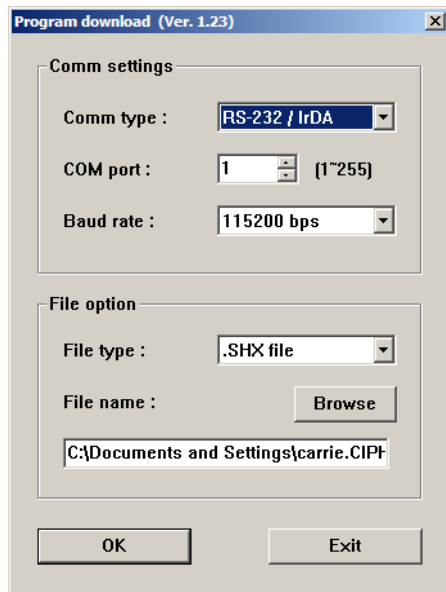 Program download (Ver. 1.23)
Comm settings
Comm type : RS-232 / IrDA
COM port : 1 (1~255)
Baud rate : 115200 bps
File option
File type : .SHX file
File name : Browse
C:\Documents and Settings\carrie.CIPH
OK Exit